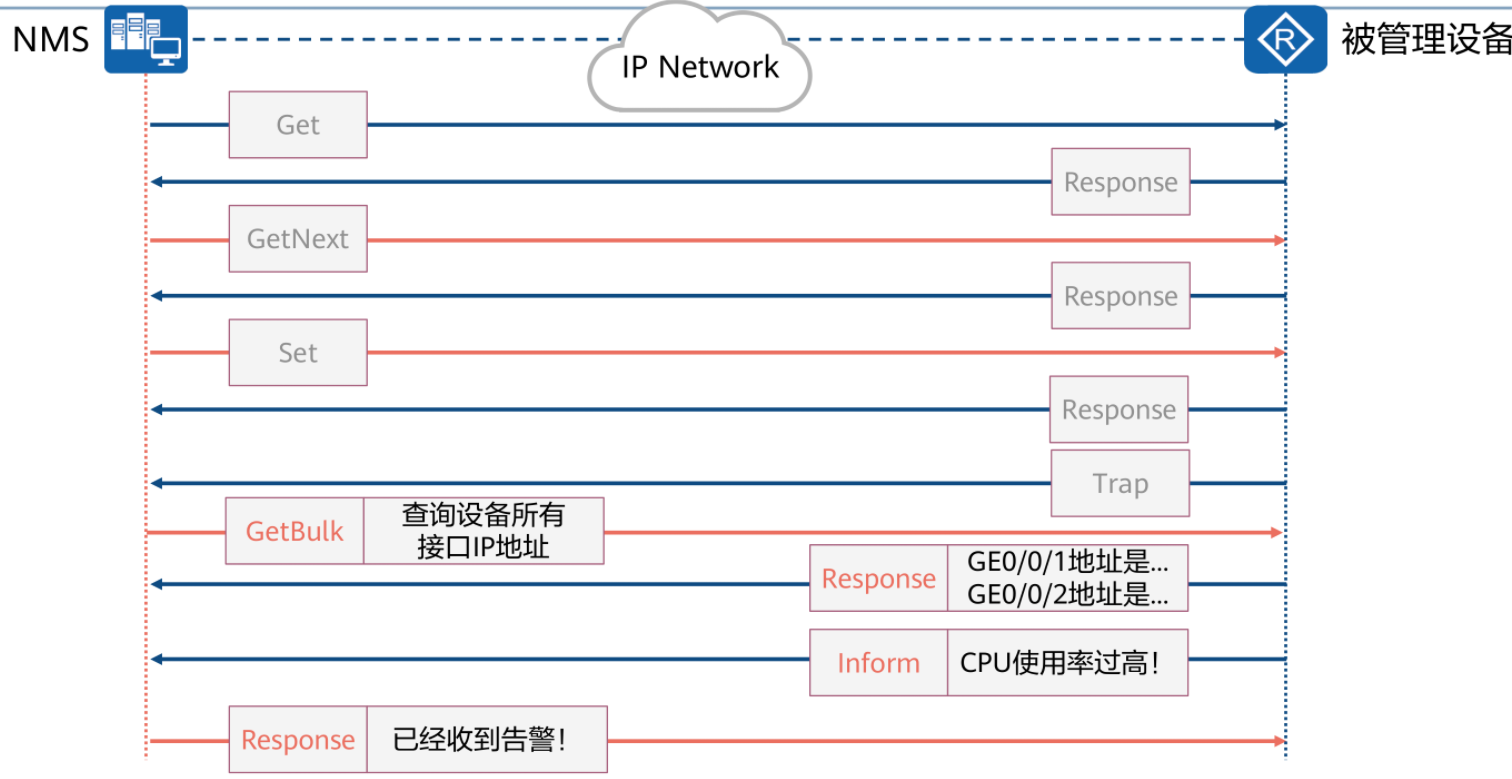 NMS
IP Network
R
被管理设备
Get
Response
GetNext
Response
Set
Response
Trap
GetBulk
查询设备所有
接口IP地址
Response
GE0/0/1地址是...
GE0/0/2地址是...
Inform
CPU使用率过高！
Response
已经收到告警！